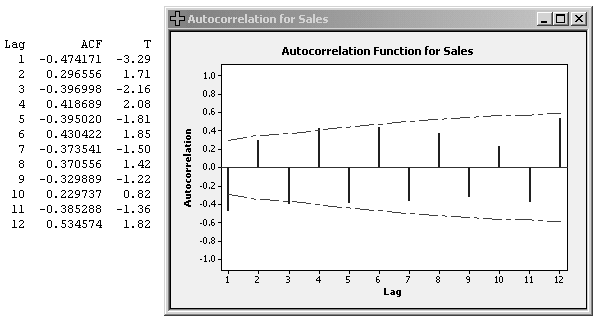 Lag ACF T
1 -0.474171 -3.29
2 0.296556 1.71
3 -0.396998 -2.16
4 0.418689 2.08
5 -0.395020 -1.81
6 0.430422 1.85
7 -0.373541 -1.50
8 0.370556 1.42
9 -0.329889 -1.22
10 0.229737 0.82
11 -0.385288 -1.36
12 0.534574 1.82
Autocorrelation for Sales
Autocorrelation Function for Sales
Autocorrelation
1.0
0.8
0.6
0.4
0.2
0.0
-0.2
-0.4
-0.6
-0.8
-1.0
1 2 3 4 5 6 7 8 9 10 11 12
Lag